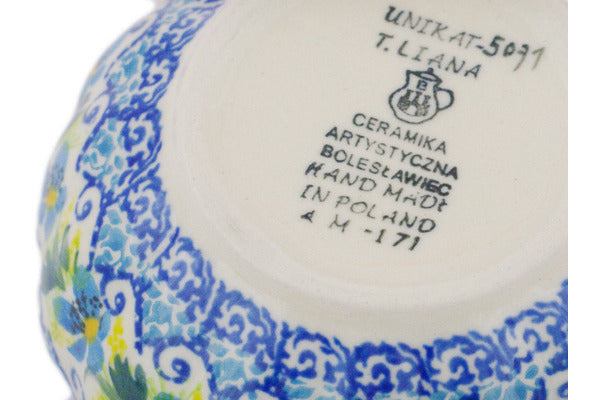 UNIKAT-5091
T. LIANA
B
CERAMIKA
ARTYSTYCZNA
BOLESŁAWIEC
HAND MADE
IN POLAND
A M-171